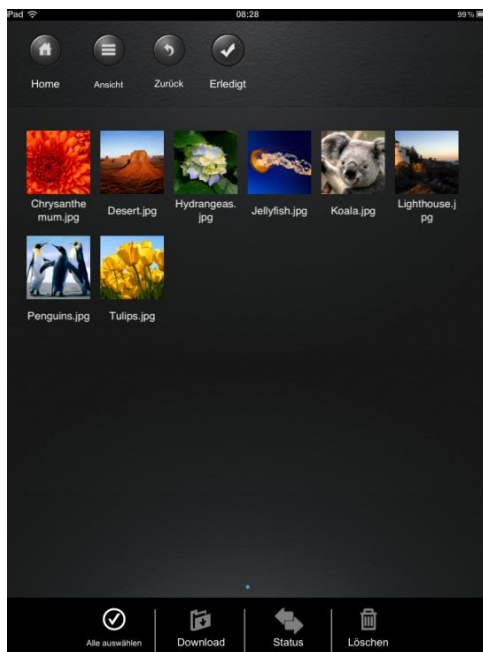 Pad 08:28 99%
Home Ansicht Zurück Erledigt
Chrysanthe
mum.jpg
Desert.jpg
Hydrangeas.
jpg
Jellyfish.jpg
Koala.jpg
Lighthouse.j
pg
Penguins.jpg
Tulips.jpg
Alle auswählen Download Status Löschen